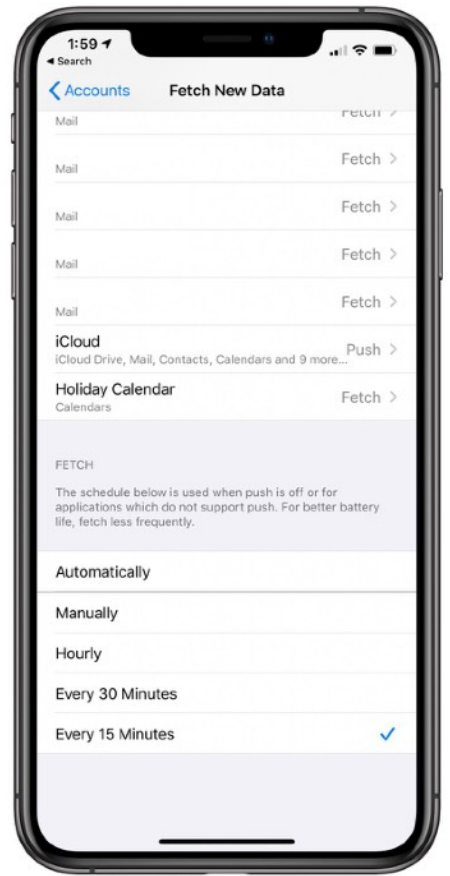 1:59
Search
Accounts
Fetch New Data
Mail
Fetch
Mail
Fetch
Mail
Fetch
Mail
Fetch
Mail
Fetch
iCloud
iCloud Drive, Mail, Contacts, Calendars and 9 more...
Push
Holiday Calendar
Calendars
Fetch
FETCH
The schedule below is used when push is off or for
applications which do not support push. For better battery
life, fetch less frequently.
Automatically
Manually
Hourly
Every 30 Minutes
Every 15 Minutes